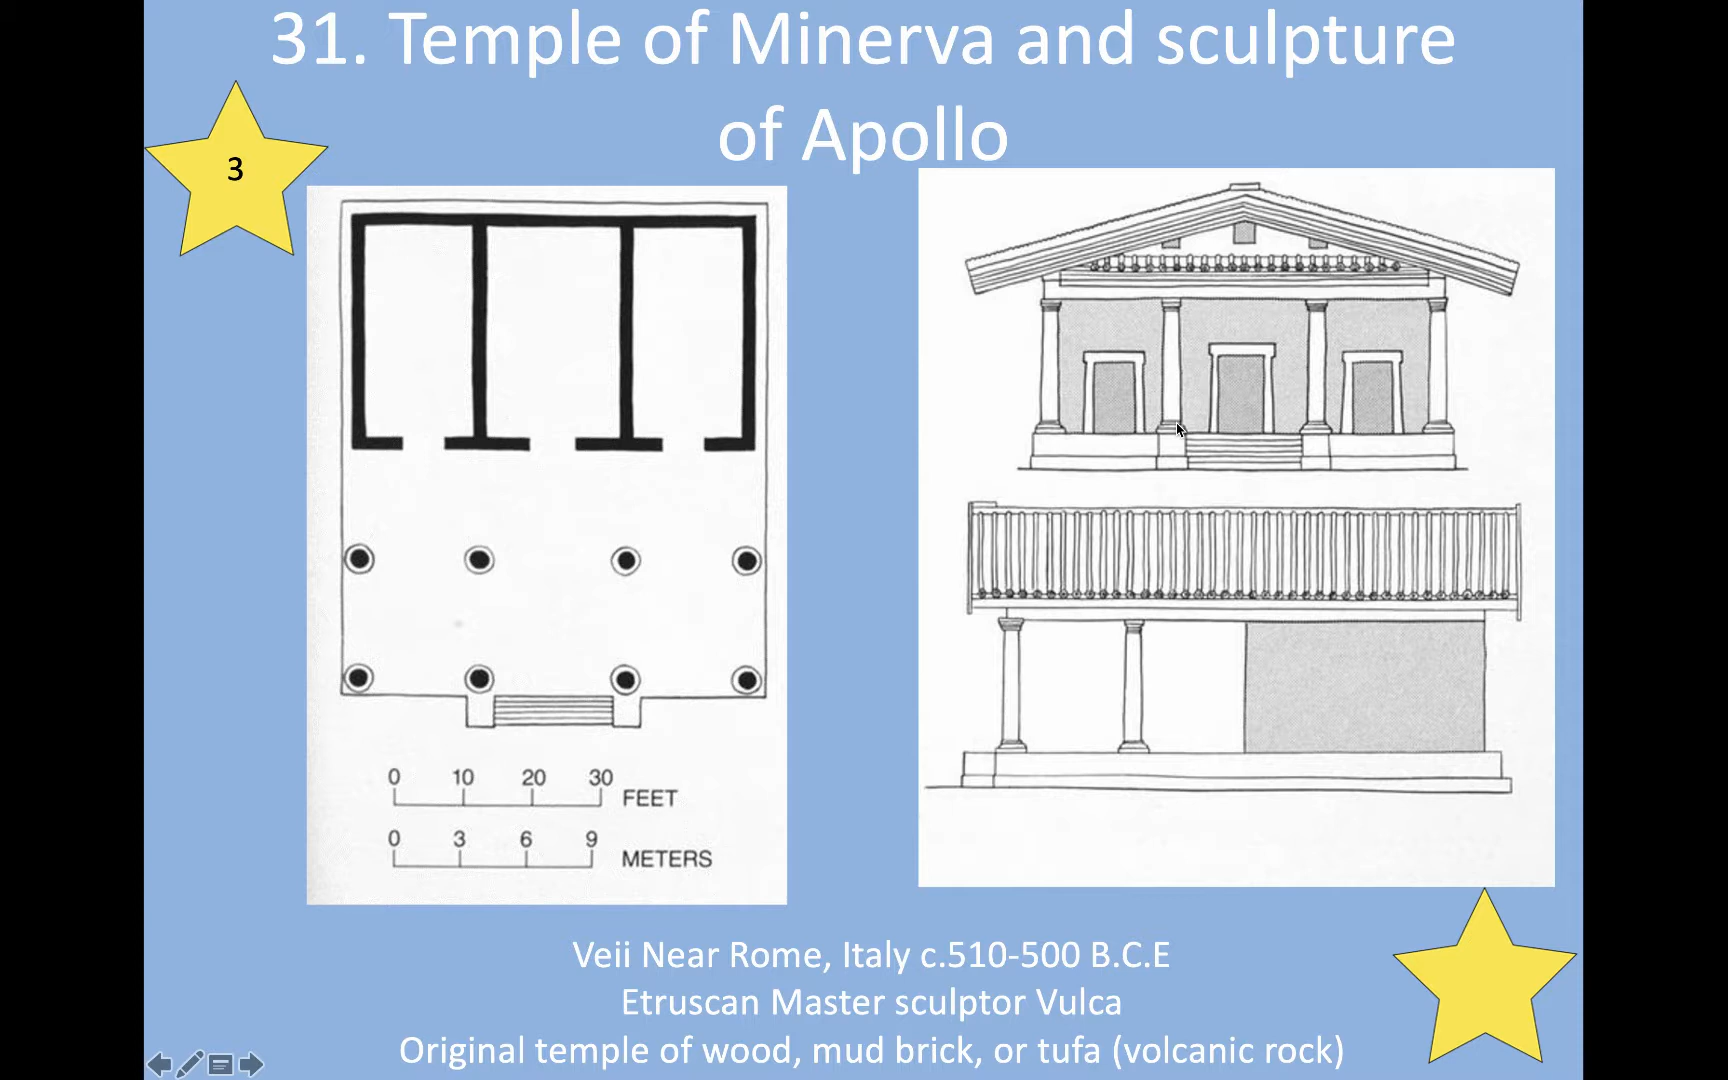 31. Temple of Minerva and sculpture
of Apollo
3
0 10 20 30
FEET
0 3 6 9
METERS
Veii Near Rome, Italy c.510-500 B.C.E
Etruscan Master sculptor Vulca
Original temple of wood, mud brick, or tufa (volcanic rock)